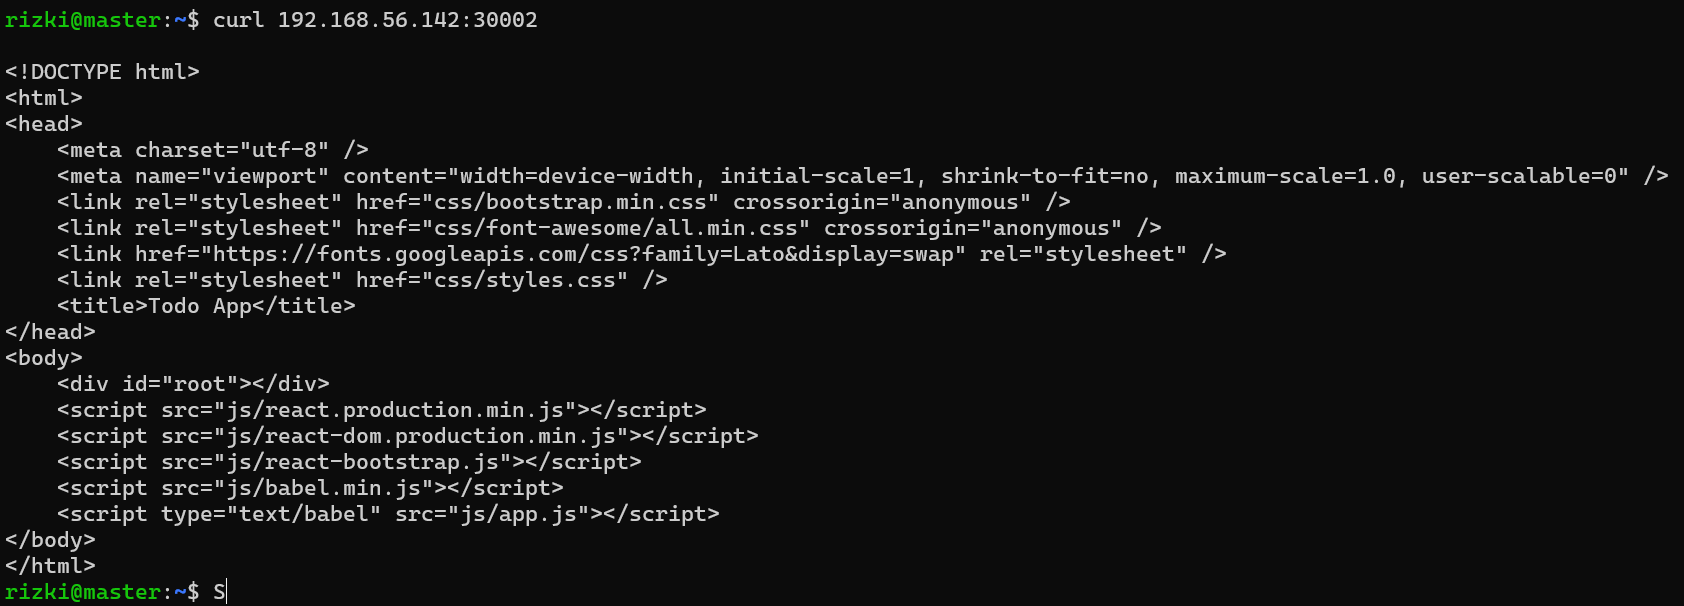 rizki@master:~$ curl 192.168.56.142:30002
<!DOCTYPE html>
<html>
<head>
    <meta charset="utf-8" />
    <meta name="viewport" content="width=device-width, initial-scale=1, shrink-to-fit=no, maximum-scale=1.0, user-scalable=0" />
    <link rel="stylesheet" href="css/bootstrap.min.css" crossorigin="anonymous" />
    <link rel="stylesheet" href="css/font-awesome/all.min.css" crossorigin="anonymous" />
    <link href="https://fonts.googleapis.com/css?family=Lato&display=swap" rel="stylesheet" />
    <link rel="stylesheet" href="css/styles.css" />
    <title>Todo App</title>
</head>
<body>
    <div id="root"></div>
    <script src="js/react.production.min.js"></script>
    <script src="js/react-dom.production.min.js"></script>
    <script src="js/react-bootstrap.js"></script>
    <script src="js/babel.min.js"></script>
    <script type="text/babel" src="js/app.js"></script>
</body>
</html>
rizki@master:~$ S